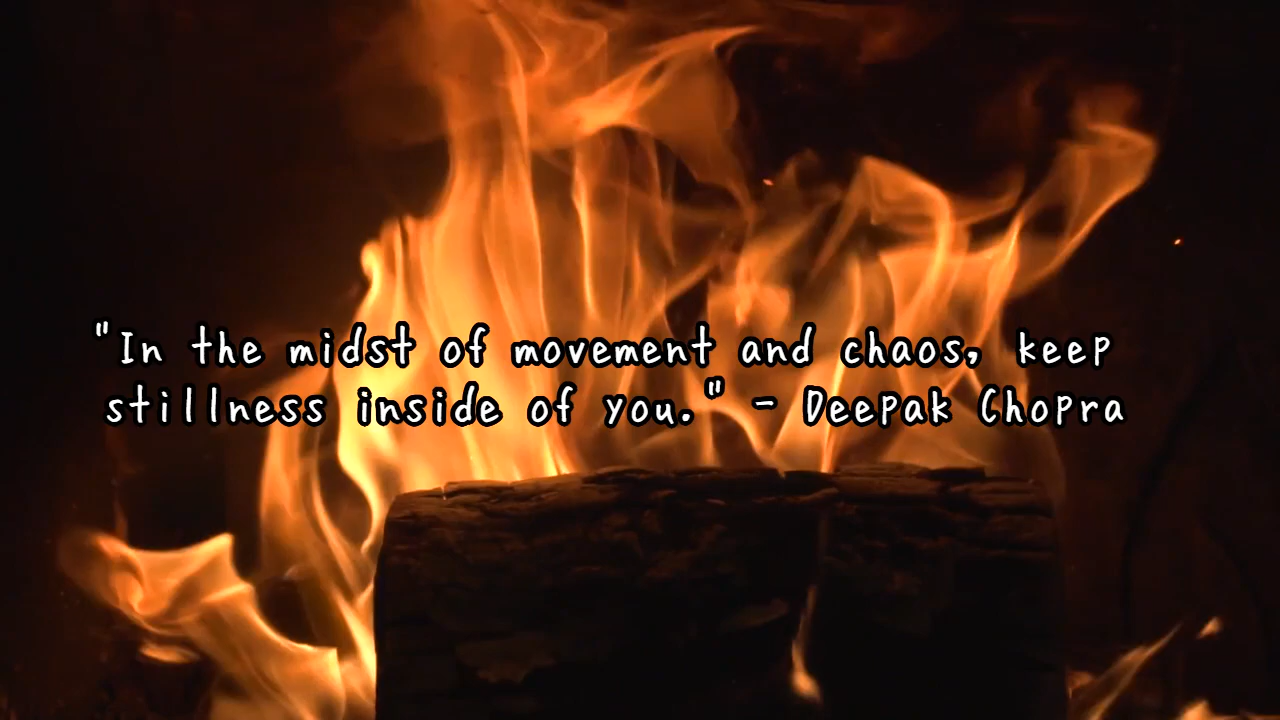 "In the midst of movement and chaos, keep
stillness inside of you." - Deepak Chopra